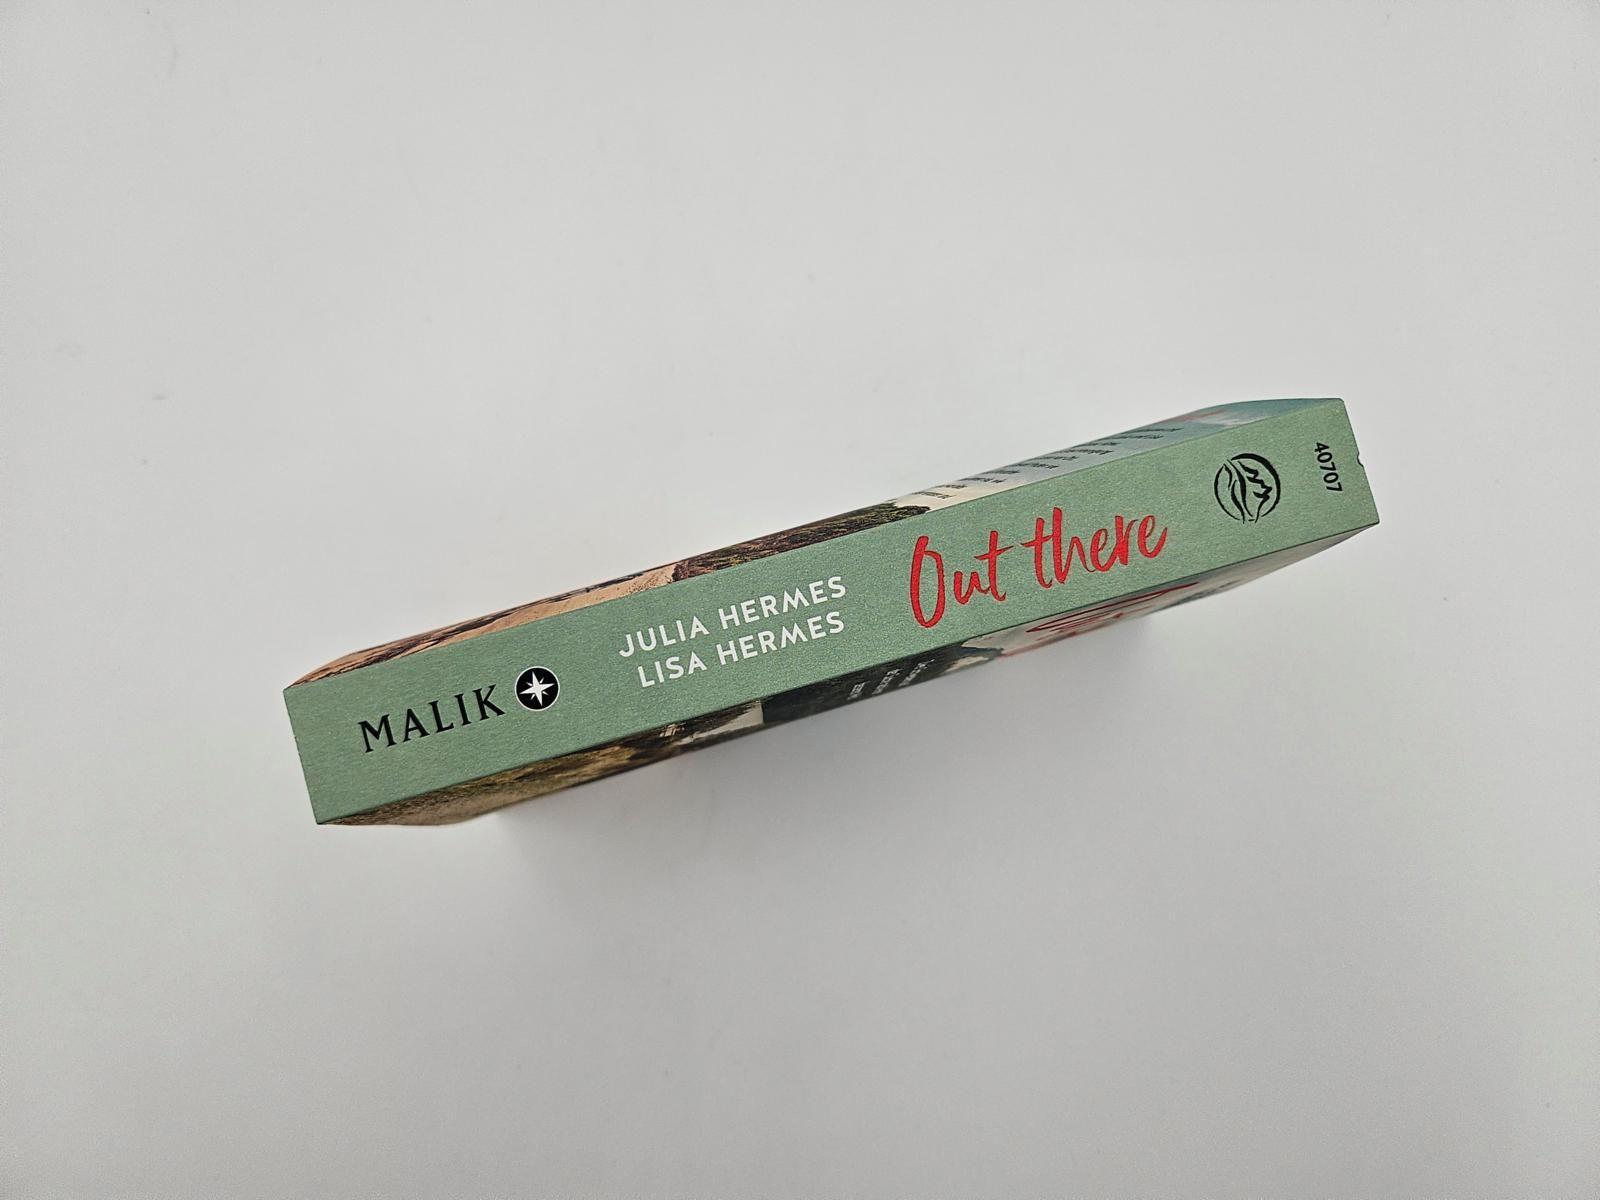 MALIK
JULIA HERMES
LISA HERMES
Out there
40707